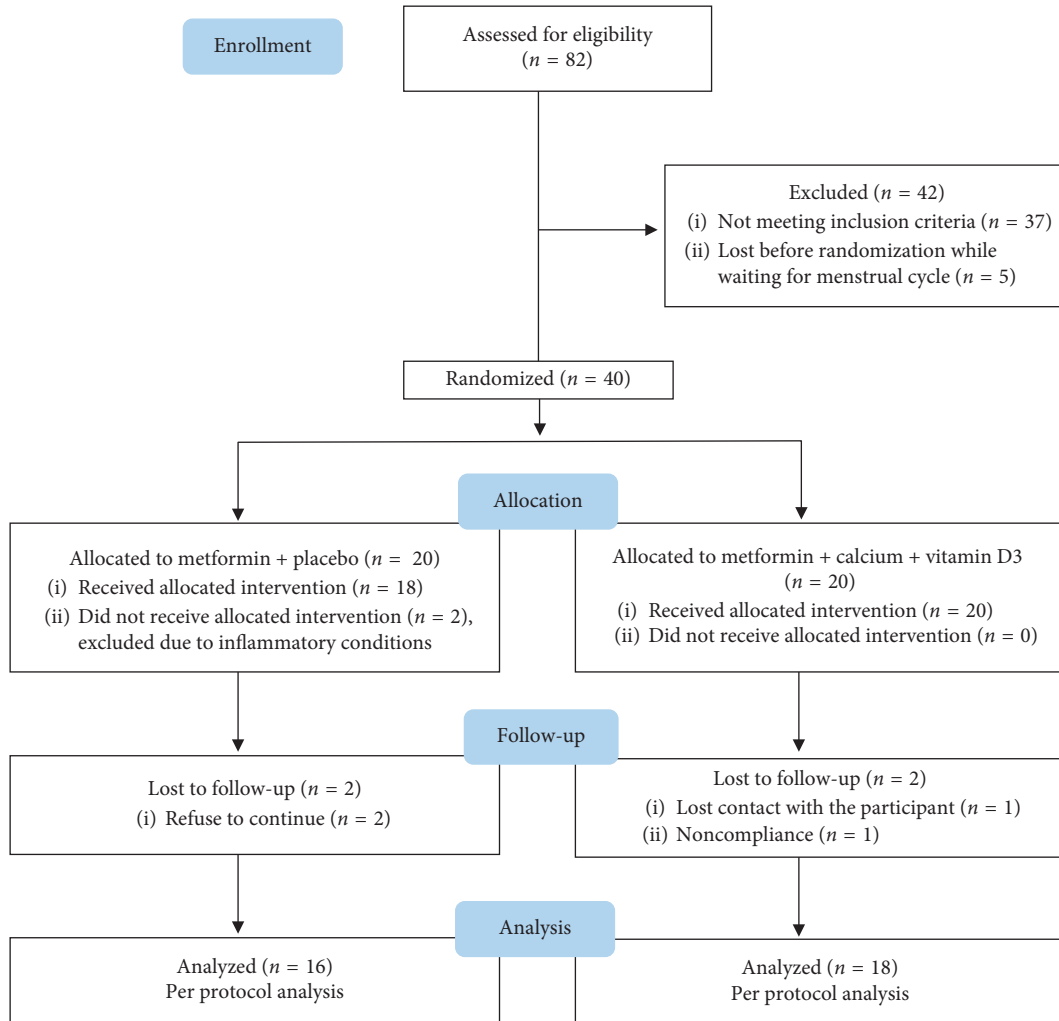 Enrollment
Assessed for eligibility
(n = 82)
Excluded (n = 42)
(i) Not meeting inclusion criteria (n = 37)
(ii) Lost before randomization while
waiting for menstrual cycle (n = 5)
Randomized (n = 40)
Allocation
Allocated to metformin + placebo (n = 20)
(i) Received allocated intervention (n = 18)
(ii) Did not receive allocated intervention (n = 2),
excluded due to inflammatory conditions
Allocated to metformin + calcium + vitamin D3
(n = 20)
(i) Received allocated intervention (n = 20)
(ii) Did not receive allocated intervention (n = 0)
Follow-up
Lost to follow-up (n = 2)
(i) Refuse to continue (n = 2)
Lost to follow-up (n = 2)
(i) Lost contact with the participant (n = 1)
(ii) Noncompliance (n = 1)
Analysis
Analyzed (n = 16)
Per protocol analysis
Analyzed (n = 18)
Per protocol analysis